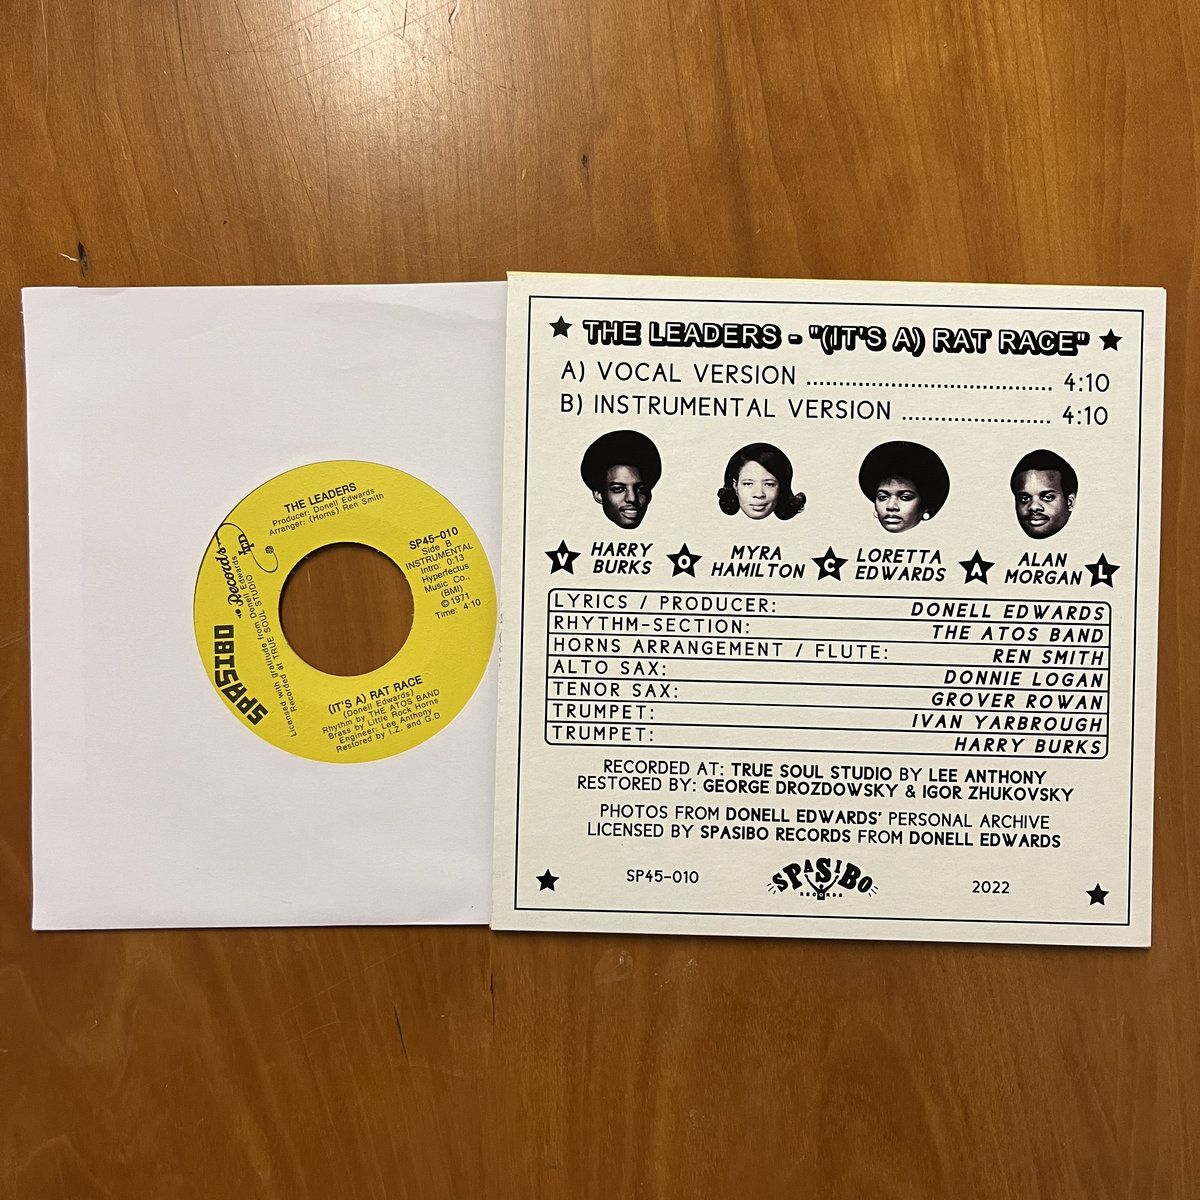 THE LEADERS
Producer: Donell Edwards
Arranger: (Horns) Ren Smith
SP45-010
Side B
INSTRUMENTAL
Intro: 0:13
Hyperfectus
Music Co.,
(BMI)
© 1971
Time: 4:10
SPASIBO
Records
Licensed with gratitude from Donell Edwards
Recorded at TRUE SOUL STUDIO
(IT'S A) RAT RACE
(Donell Edwards)
Rhythm by THE ATOS BAND
Brass by Little Rock Horns
Engineer: Lee Anthony
Restored by I.Z. and G.D
THE LEADERS - "(IT'S A) RAT RACE"
A) VOCAL VERSION .................................... 4:10
B) INSTRUMENTAL VERSION ...................... 4:10
V O C A L
HARRY BURKS
MYRA HAMILTON
LORETTA EDWARDS
ALAN MORGAN
LYRICS / PRODUCER: DONELL EDWARDS
RHYTHM-SECTION: THE ATOS BAND
HORNS ARRANGEMENT / FLUTE: REN SMITH
ALTO SAX: DONNIE LOGAN
TENOR SAX: GROVER ROWAN
TRUMPET: IVAN YARBROUGH
TRUMPET: HARRY BURKS
RECORDED AT: TRUE SOUL STUDIO BY LEE ANTHONY
RESTORED BY: GEORGE DROZDOWSKY & IGOR ZHUKOVSKY
PHOTOS FROM DONELL EDWARDS' PERSONAL ARCHIVE
LICENSED BY SPASIBO RECORDS FROM DONELL EDWARDS
SP45-010
SPASIBO
RECORDS
2022